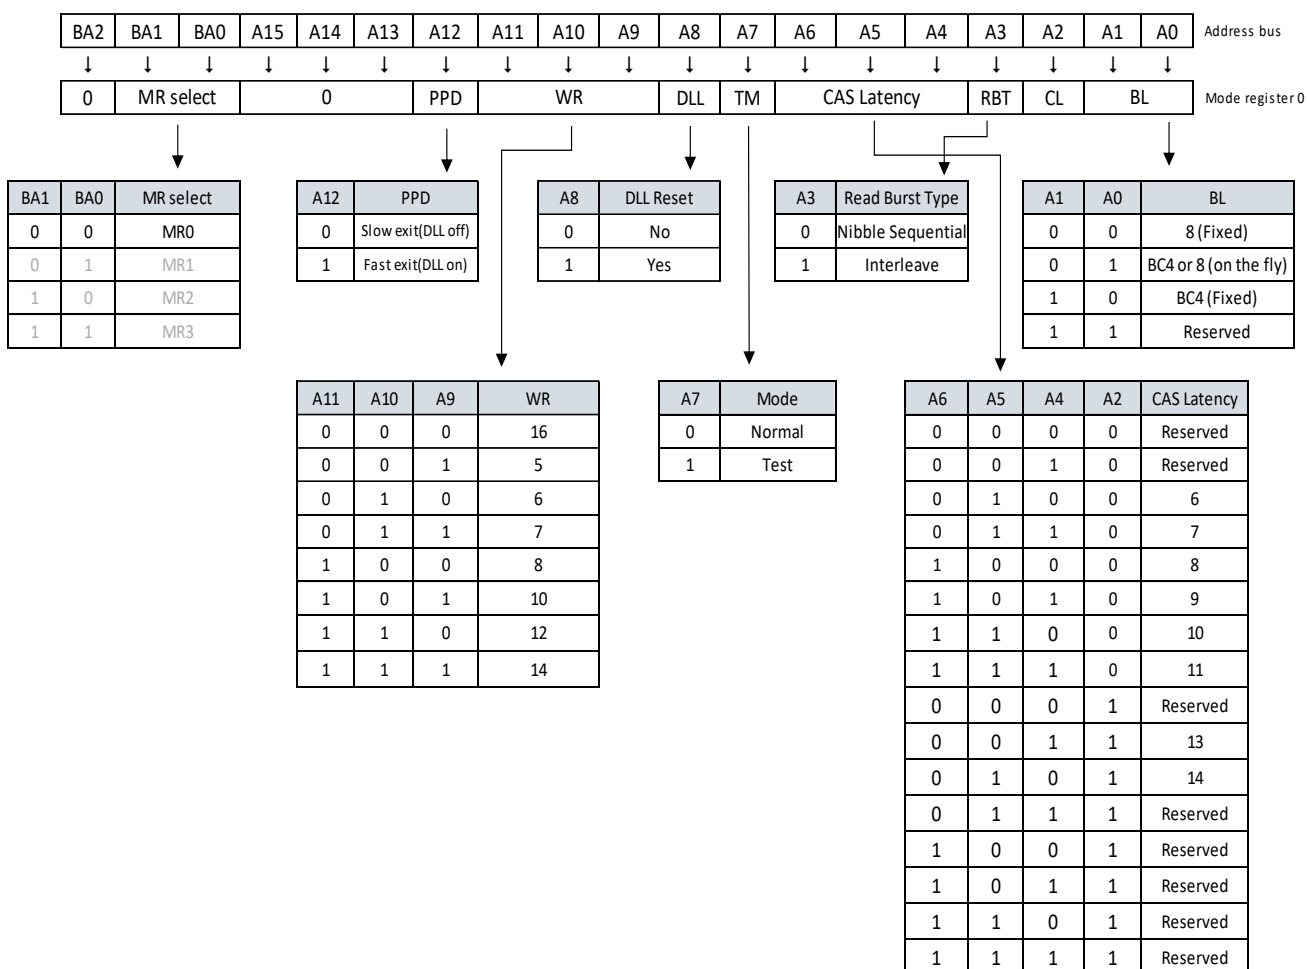 BA2 BA1 BA0 A15 A14 A13 A12 A11 A10 A9 A8 A7 A6 A5 A4 A3 A2 A1 A0 Address bus
0 MR select 0 PPD WR DLL TM CAS Latency RBT CL BL Mode register 0
BA1 BA0 MR select
0 0 MR0
0 1 MR1
1 0 MR2
1 1 MR3
A12 PPD
0 Slow exit(DLL off)
1 Fast exit(DLL on)
A8 DLL Reset
0 No
1 Yes
A3 Read Burst Type
0 Nibble Sequential
1 Interleave
A1 A0 BL
0 0 8 (Fixed)
0 1 BC4 or 8 (on the fly)
1 0 BC4 (Fixed)
1 1 Reserved
A11 A10 A9 WR
0 0 0 16
0 0 1 5
0 1 0 6
0 1 1 7
1 0 0 8
1 0 1 10
1 1 0 12
1 1 1 14
A7 Mode
0 Normal
1 Test
A6 A5 A4 A2 CAS Latency
0 0 0 0 Reserved
0 0 1 0 Reserved
0 1 0 0 6
0 1 1 0 7
1 0 0 0 8
1 0 1 0 9
1 1 0 0 10
1 1 1 0 11
0 0 0 1 Reserved
0 0 1 1 13
0 1 0 1 14
0 1 1 1 Reserved
1 0 0 1 Reserved
1 0 1 1 Reserved
1 1 0 1 Reserved
1 1 1 1 Reserved